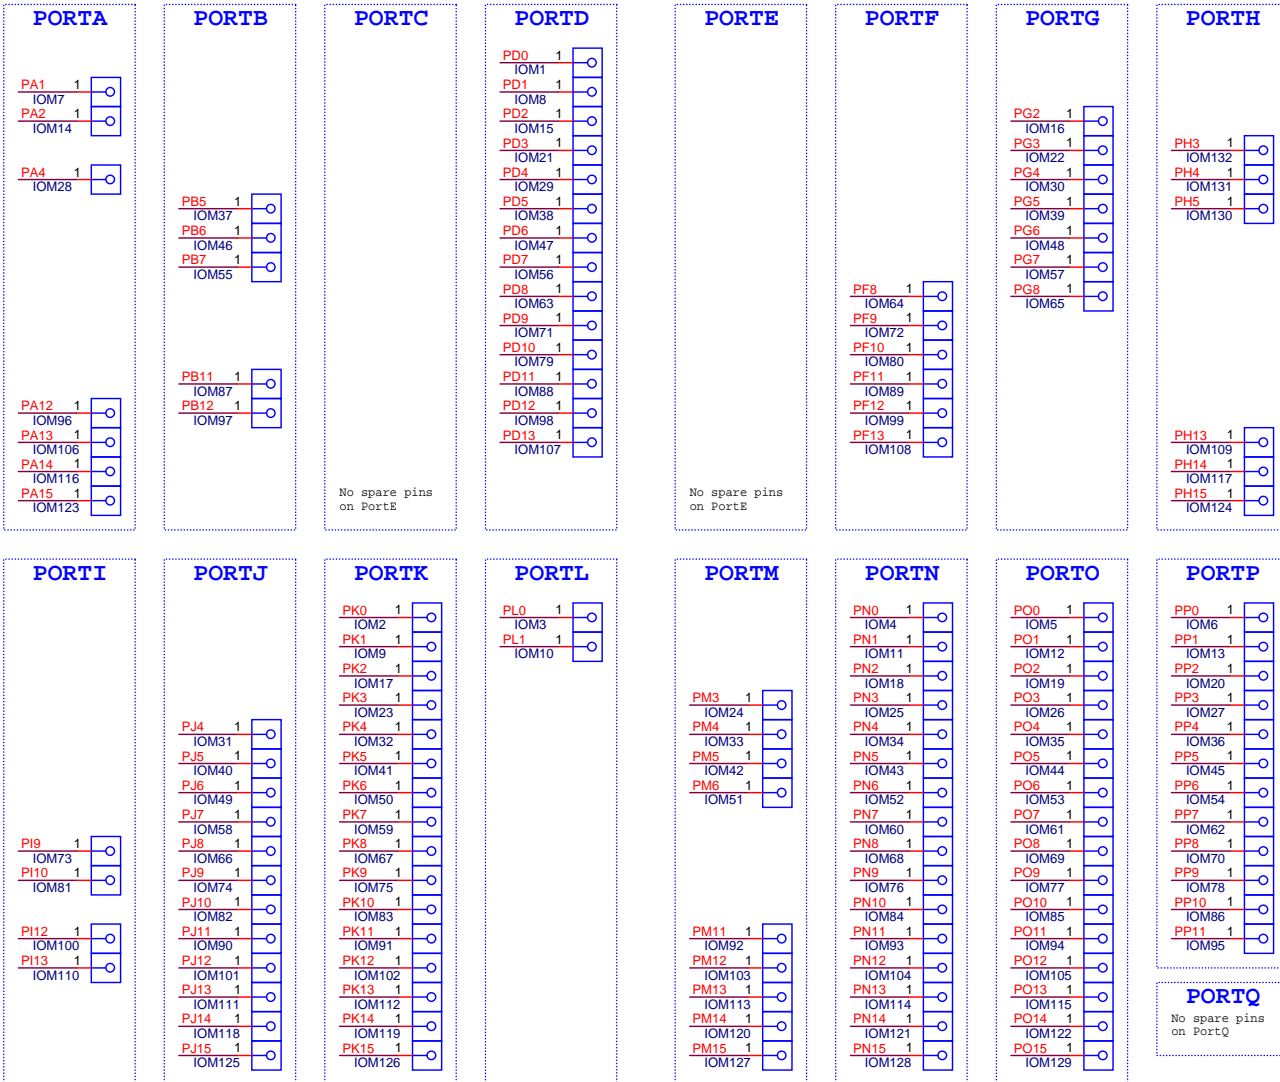 PORTA
PA1 1
IOM7
PA2 1
IOM14
PA4 1
IOM28
PA12 1
IOM96
PA13 1
IOM106
PA14 1
IOM116
PA15 1
IOM123
PORTB
PB5 1
IOM37
PB6 1
IOM46
PB7 1
IOM55
PB11 1
IOM87
PB12 1
IOM97
PORTC
No spare pins
on PortE
PORTD
PD0 1
IOM1
PD1 1
IOM8
PD2 1
IOM15
PD3 1
IOM21
PD4 1
IOM29
PD5 1
IOM38
PD6 1
IOM47
PD7 1
IOM56
PD8 1
IOM63
PD9 1
IOM71
PD10 1
IOM79
PD11 1
IOM88
PD12 1
IOM98
PD13 1
IOM107
PORTE
No spare pins
on PortE
PORTF
PF8 1
IOM64
PF9 1
IOM72
PF10 1
IOM80
PF11 1
IOM89
PF12 1
IOM99
PF13 1
IOM108
PORTG
PG2 1
IOM16
PG3 1
IOM22
PG4 1
IOM30
PG5 1
IOM39
PG6 1
IOM48
PG7 1
IOM57
PG8 1
IOM65
PORTH
PH3 1
IOM132
PH4 1
IOM131
PH5 1
IOM130
PH13 1
IOM109
PH14 1
IOM117
PH15 1
IOM124
PORTI
PI9 1
IOM73
PI10 1
IOM81
PI12 1
IOM100
PI13 1
IOM110
PORTJ
PJ4 1
IOM31
PJ5 1
IOM40
PJ6 1
IOM49
PJ7 1
IOM58
PJ8 1
IOM66
PJ9 1
IOM74
PJ10 1
IOM82
PJ11 1
IOM90
PJ12 1
IOM101
PJ13 1
IOM111
PJ14 1
IOM118
PJ15 1
IOM125
PORTK
PK0 1
IOM2
PK1 1
IOM9
PK2 1
IOM17
PK3 1
IOM23
PK4 1
IOM32
PK5 1
IOM41
PK6 1
IOM50
PK7 1
IOM59
PK8 1
IOM67
PK9 1
IOM75
PK10 1
IOM83
PK11 1
IOM91
PK12 1
IOM102
PK13 1
IOM112
PK14 1
IOM119
PK15 1
IOM126
PORTL
PL0 1
IOM3
PL1 1
IOM10
PORTM
PM3 1
IOM24
PM4 1
IOM33
PM5 1
IOM42
PM6 1
IOM51
PM11 1
IOM92
PM12 1
IOM103
PM13 1
IOM113
PM14 1
IOM120
PM15 1
IOM127
PORTN
PN0 1
IOM4
PN1 1
IOM11
PN2 1
IOM18
PN3 1
IOM25
PN4 1
IOM34
PN5 1
IOM43
PN6 1
IOM52
PN7 1
IOM60
PN8 1
IOM68
PN9 1
IOM76
PN10 1
IOM84
PN11 1
IOM93
PN12 1
IOM104
PN13 1
IOM114
PN14 1
IOM121
PN15 1
IOM128
PORTO
PO0 1
IOM5
PO1 1
IOM12
PO2 1
IOM19
PO3 1
IOM26
PO4 1
IOM35
PO5 1
IOM44
PO6 1
IOM53
PO7 1
IOM61
PO8 1
IOM69
PO9 1
IOM77
PO10 1
IOM85
PO11 1
IOM94
PO12 1
IOM105
PO13 1
IOM115
PO14 1
IOM122
PO15 1
IOM129
PORTP
PP0 1
IOM6
PP1 1
IOM13
PP2 1
IOM20
PP3 1
IOM27
PP4 1
IOM36
PP5 1
IOM45
PP6 1
IOM54
PP7 1
IOM62
PP8 1
IOM70
PP9 1
IOM78
PP10 1
IOM86
PP11 1
IOM95
PORTQ
No spare pins
on PortQ